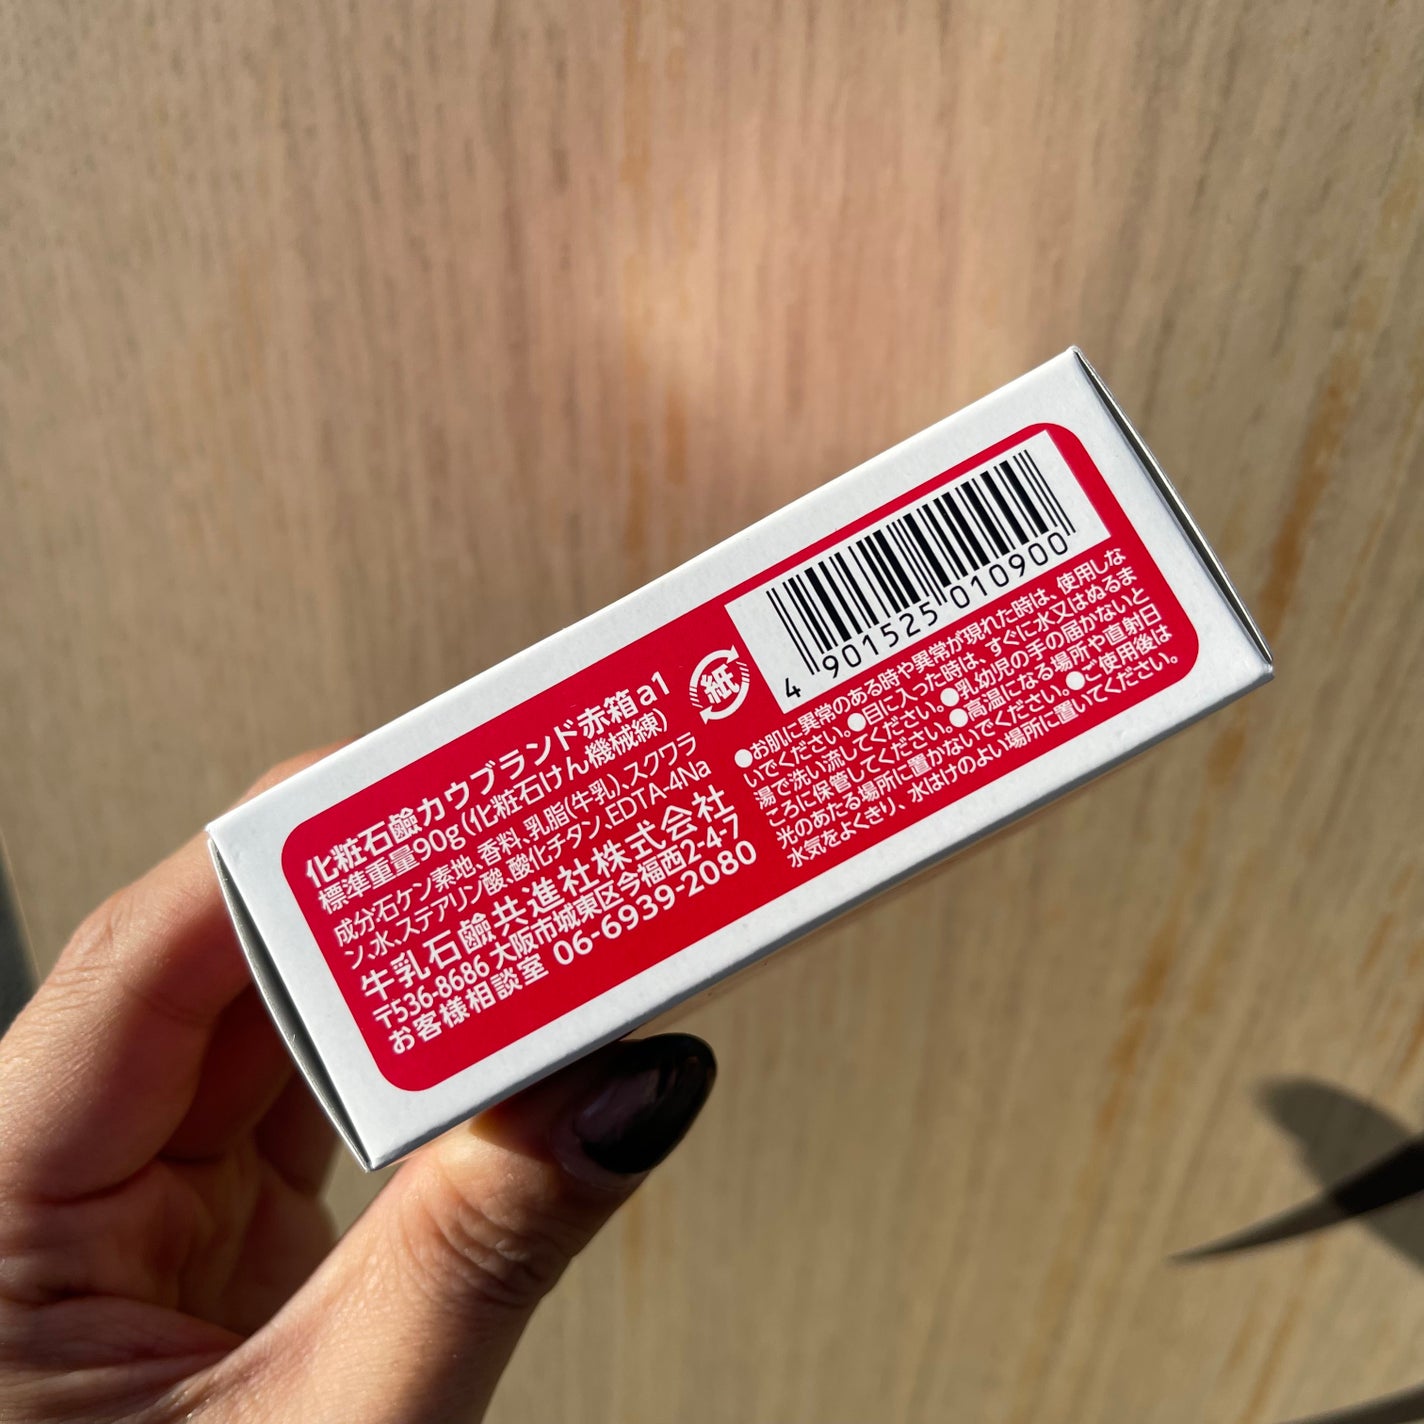 化粧石鹼カウブランド赤箱a1
標準重量90g(化粧石けん機械練)
成分:石ケン素地、香料、乳脂(牛乳)、スクワラ
ン、水、ステアリン酸、酸化チタン、EDTA-4Na
牛乳石鹼共進社株式会社
〒536-8686 大阪市城東区今福西2-4-7
お客様相談室 06-6939-2080
紙
4 901525 010900
●お肌に異常のある時や異常が現れた時は、使用しな
いでください。●目に入った時は、すぐに水又はぬるま
湯で洗い流してください。●乳幼児の手の届かないと
ころに保管してください。●高温になる場所や直射日
光のあたる場所に置かないでください。●ご使用後は
水気をよくきり、水はけのよい場所に置いてください。